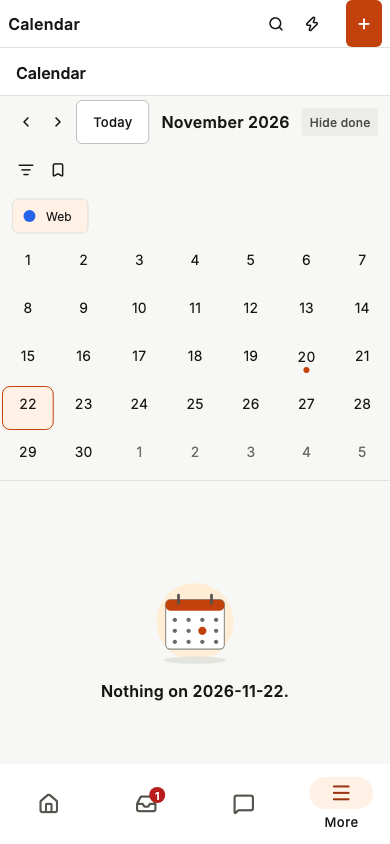 Calendar
Calendar
Today November 2026 Hide done
Web
1 2 3 4 5 6 7
8 9 10 11 12 13 14
15 16 17 18 19 20 21
22 23 24 25 26 27 28
29 30 1 2 3 4 5
Nothing on 2026-11-22.
1
More